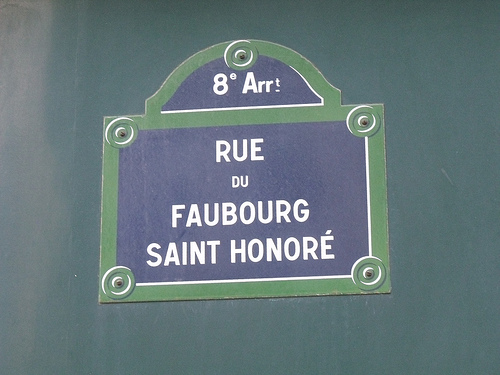 8e Arrt
RUE
DU
FAUBOURG
SAINT HONORÉ